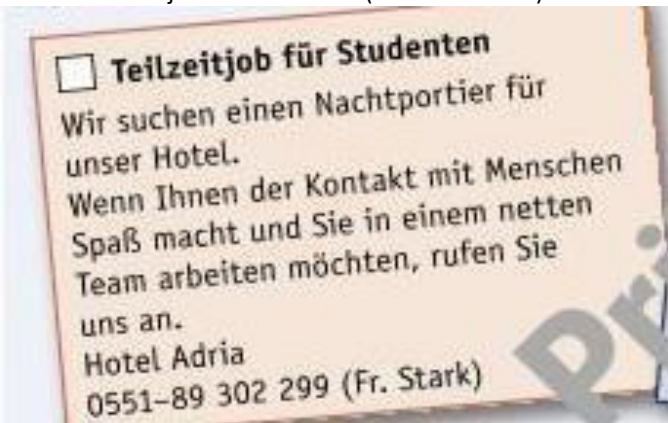 Teilzeitjob für Studenten
Wir suchen einen Nachtportier für
unser Hotel.
Wenn Ihnen der Kontakt mit Menschen
Spaß macht und Sie in einem netten
Team arbeiten möchten, rufen Sie
uns an.
Hotel Adria
0551–89 302 299 (Fr. Stark)